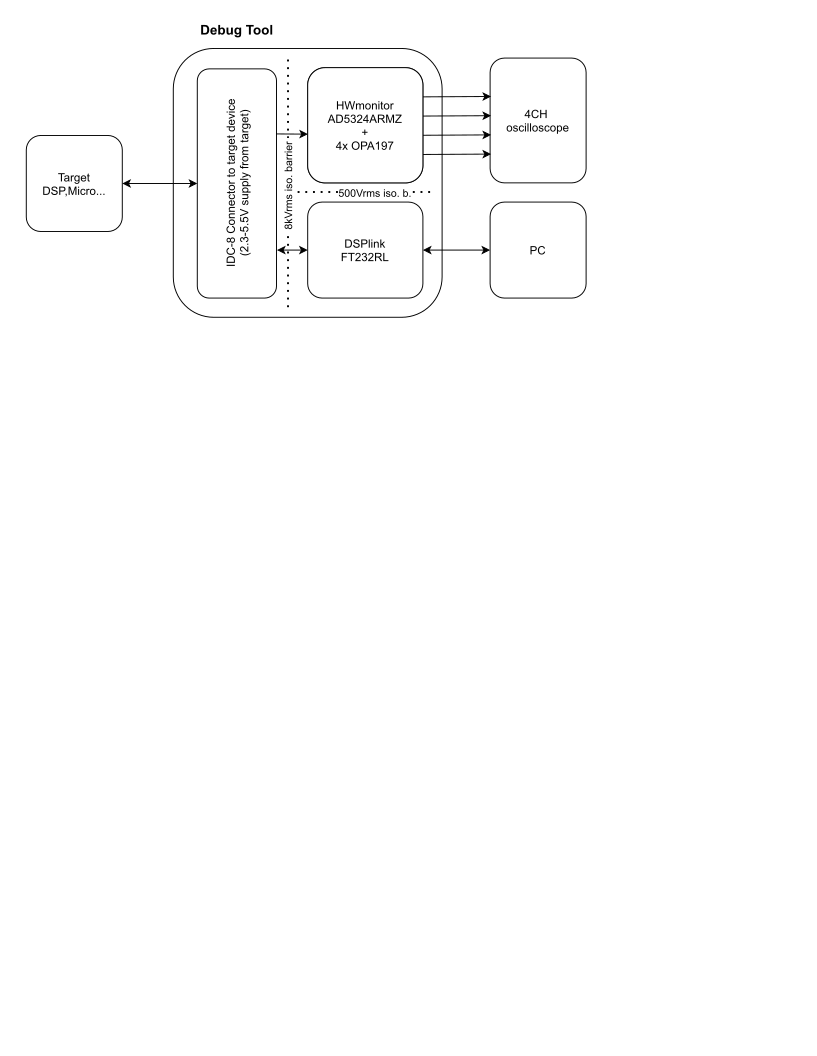 Debug Tool
Target
DSP,Micro...
IDC-8 Connector to target device
(2.3-5.5V supply from target)
8kVrms iso. barrier
HWmonitor
AD5324ARMZ
+
4x OPA197
500Vrms iso. b.
DSPlink
FT232RL
4CH
oscilloscope
PC